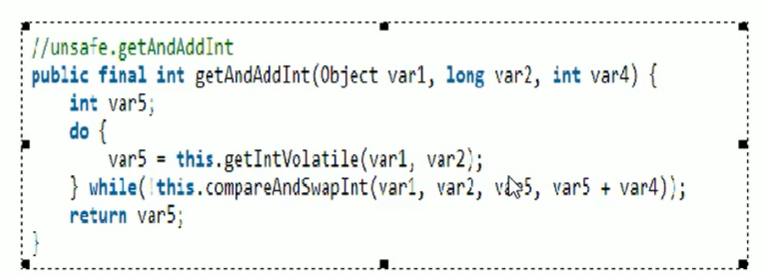 //unsafe.getAndAddInt
public final int getAndAddInt(Object var1, long var2, int var4) {
int var5;
do {
var5 = this.getIntVolatile(var1, var2);
} while(!this.compareAndSwapInt(var1, var2, var5, var5 + var4));
return var5;
}